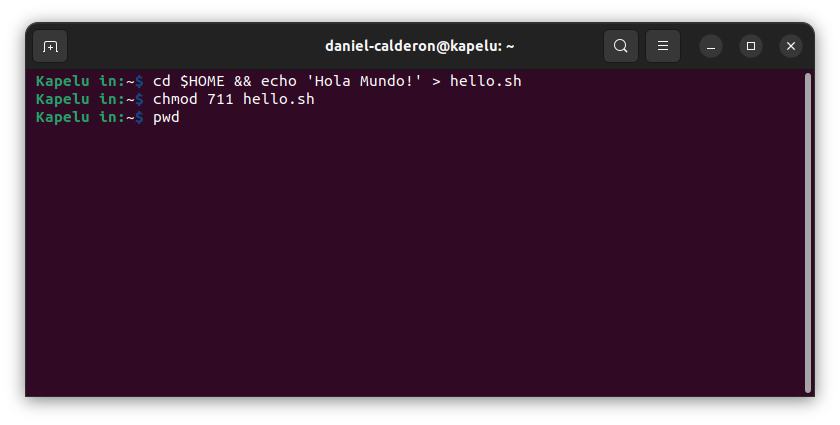 daniel-calderon@kapelu: ~
Kapelu in:~$ cd $HOME && echo 'Hola Mundo!' > hello.sh
Kapelu in:~$ chmod 711 hello.sh
Kapelu in:~$ pwd